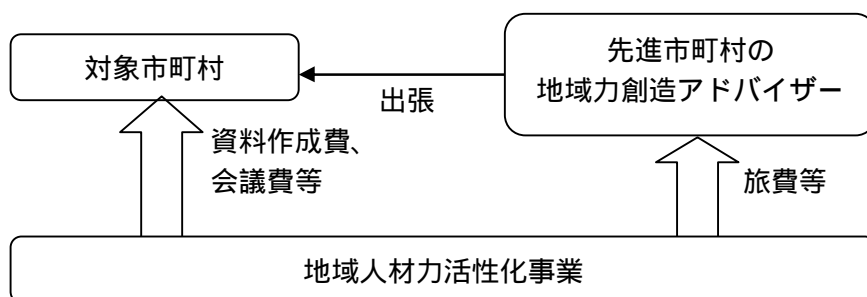 対象市町村
先進市町村の
地域力創造アドバイザー
出張
資料作成費、
会議費等
旅費等
地域人材力活性化事業